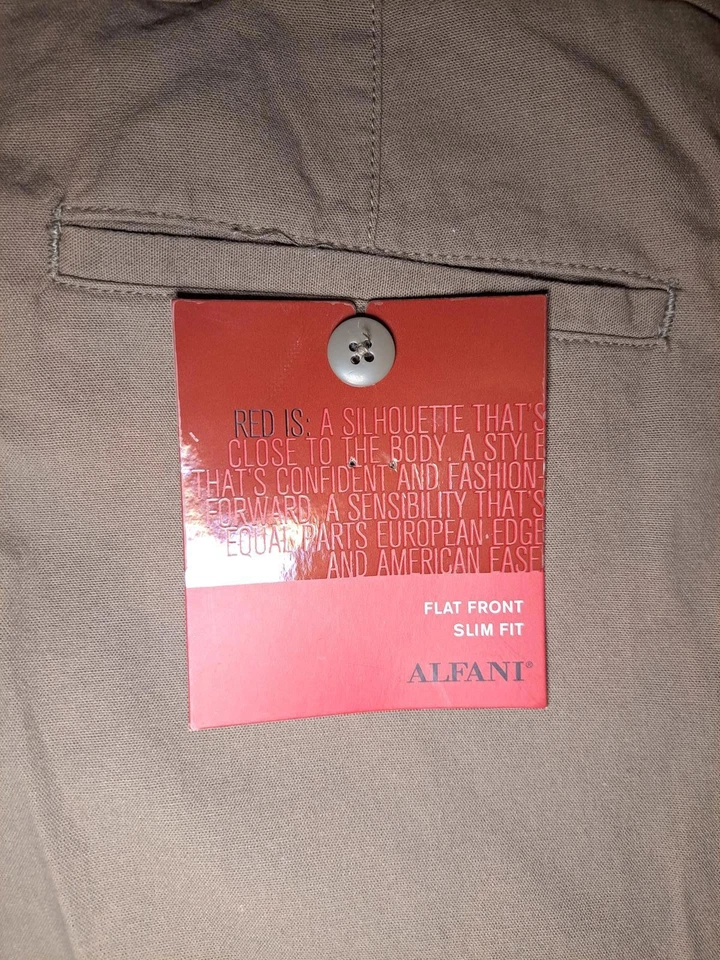 RED IS: A SILHOUETTE THAT'S
CLOSE TO THE BODY. A STYLE
THAT'S CONFIDENT AND FASHION
FORWARD. A SENSIBILITY THAT'S
EQUAL PARTS EUROPEAN EDGE
AND AMERICAN EASE
FLAT FRONT
SLIM FIT
ALFANI®